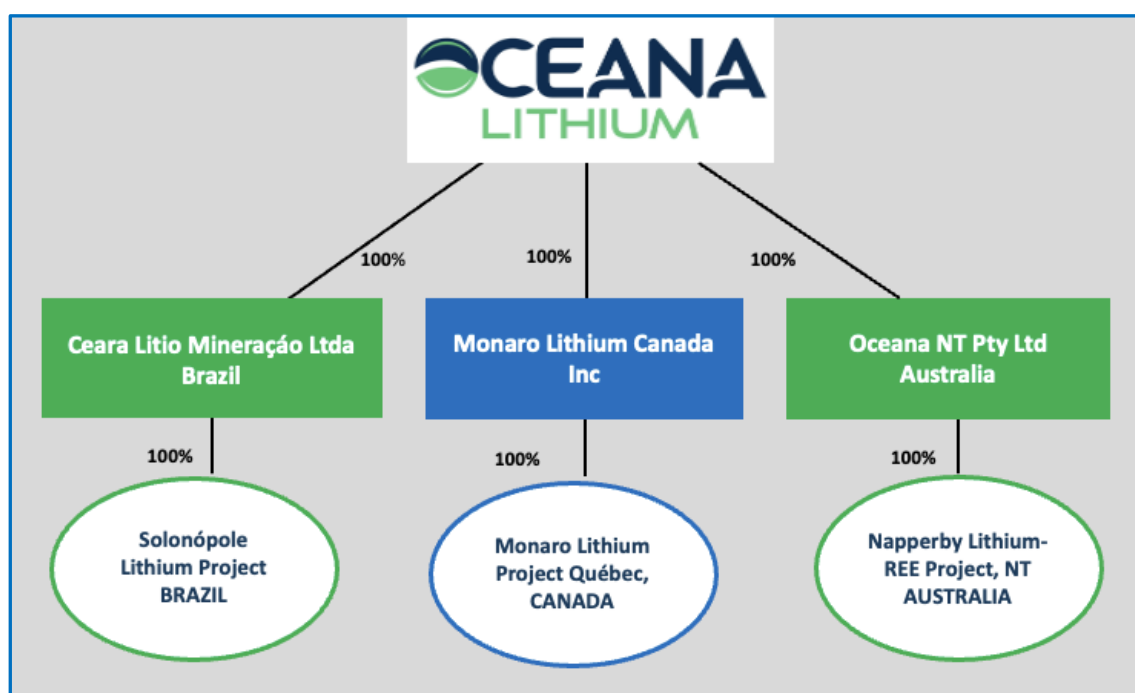 OCEANA
LITHIUM
100%
100%
100%
Ceara Litio Mineraçáo Ltda
Brazil
Monaro Lithium Canada
Inc
Oceana NT Pty Ltd
Australia
100%
100%
100%
Solonópole
Lithium Project
BRAZIL
Monaro Lithium
Project Québec,
CANADA
Napperby Lithium-
REE Project, NT
AUSTRALIA